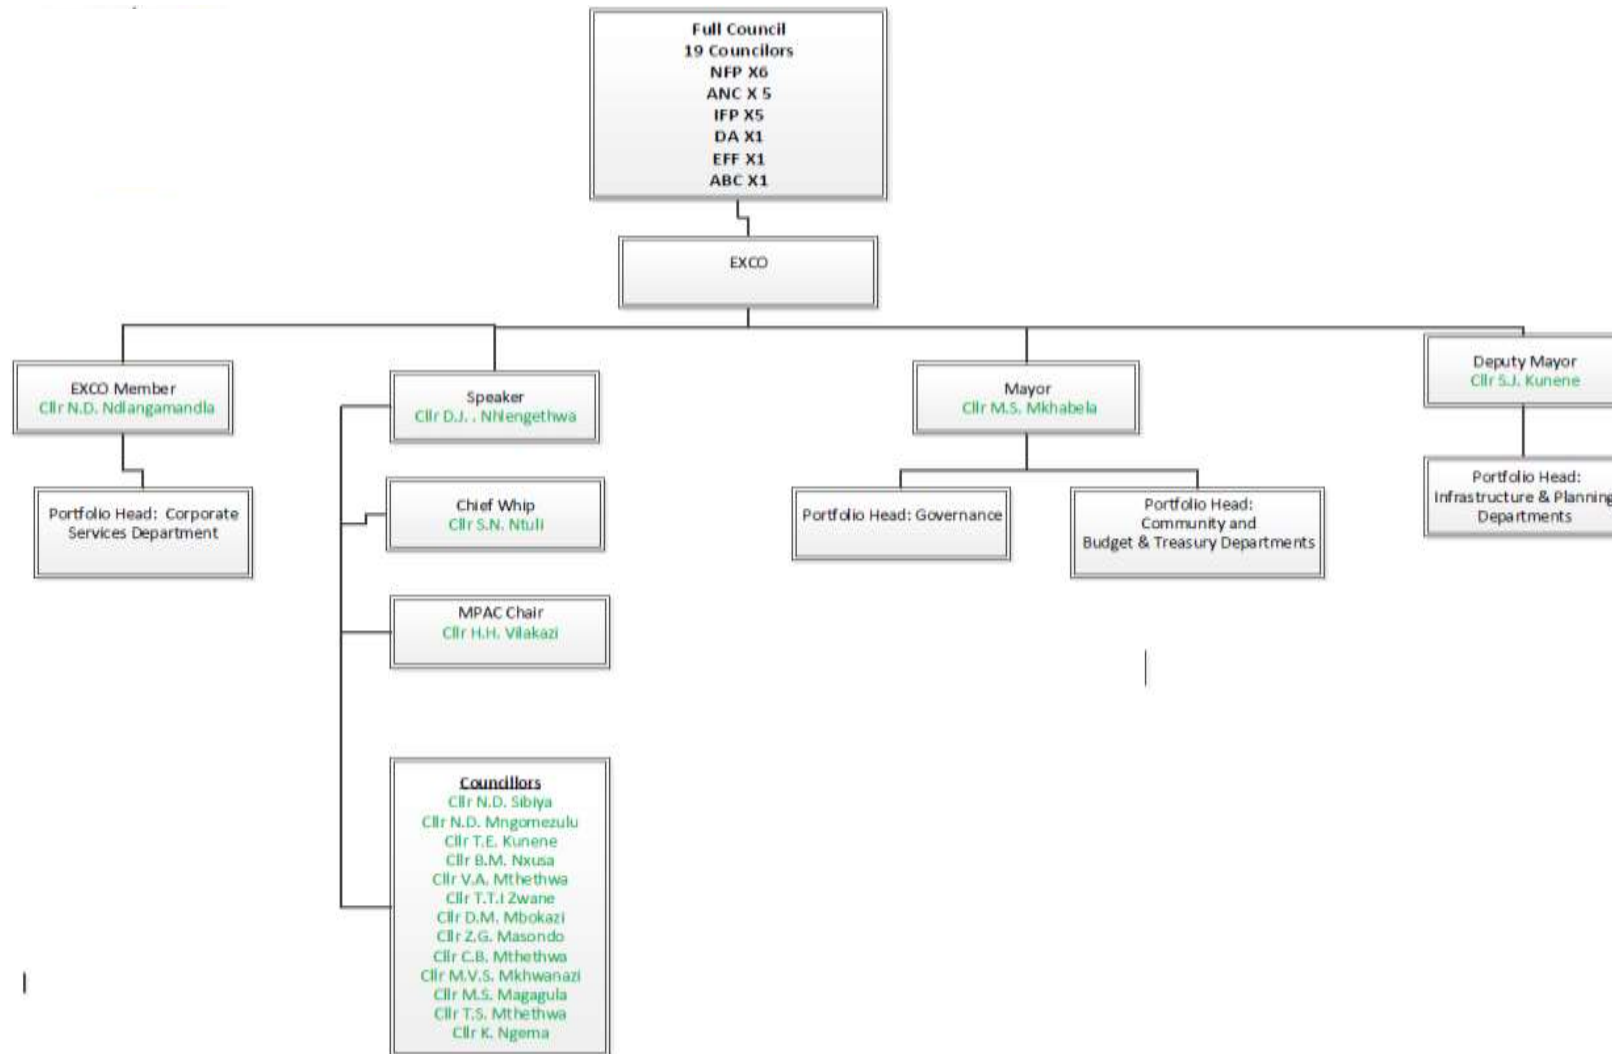 Full Council
19 Councilors
NFP X6
ANC X 5
IFP X5
DA X1
EFF X1
ABC X1
EXCO
EXCO Member
Cllr N.D. Ndlangamandla
Portfolio Head: Corporate
Services Department
Speaker
Cllr D.J. . Nhlengethwa
Chief Whip
Cllr S.N. Ntuli
MPAC Chair
Cllr H.H. Vilakazi
Councillors
Cllr N.D. Sibiya
Cllr N.D. Mngomezulu
Cllr T.E. Kunene
Cllr B.M. Nxusa
Cllr V.A. Mthethwa
Cllr T.T.I Zwane
Cllr D.M. Mbokazi
Cllr Z.G. Masondo
Cllr C.B. Mthethwa
Cllr M.V.S. Mkhwanazi
Cllr M.S. Magagula
Cllr T.S. Mthethwa
Cllr K. Ngema
Mayor
Cllr M.S. Mkhabela
Portfolio Head: Governance
Portfolio Head:
Community and
Budget & Treasury Departments
Deputy Mayor
Cllr S.J. Kunene
Portfolio Head:
Infrastructure & Planning
Departments